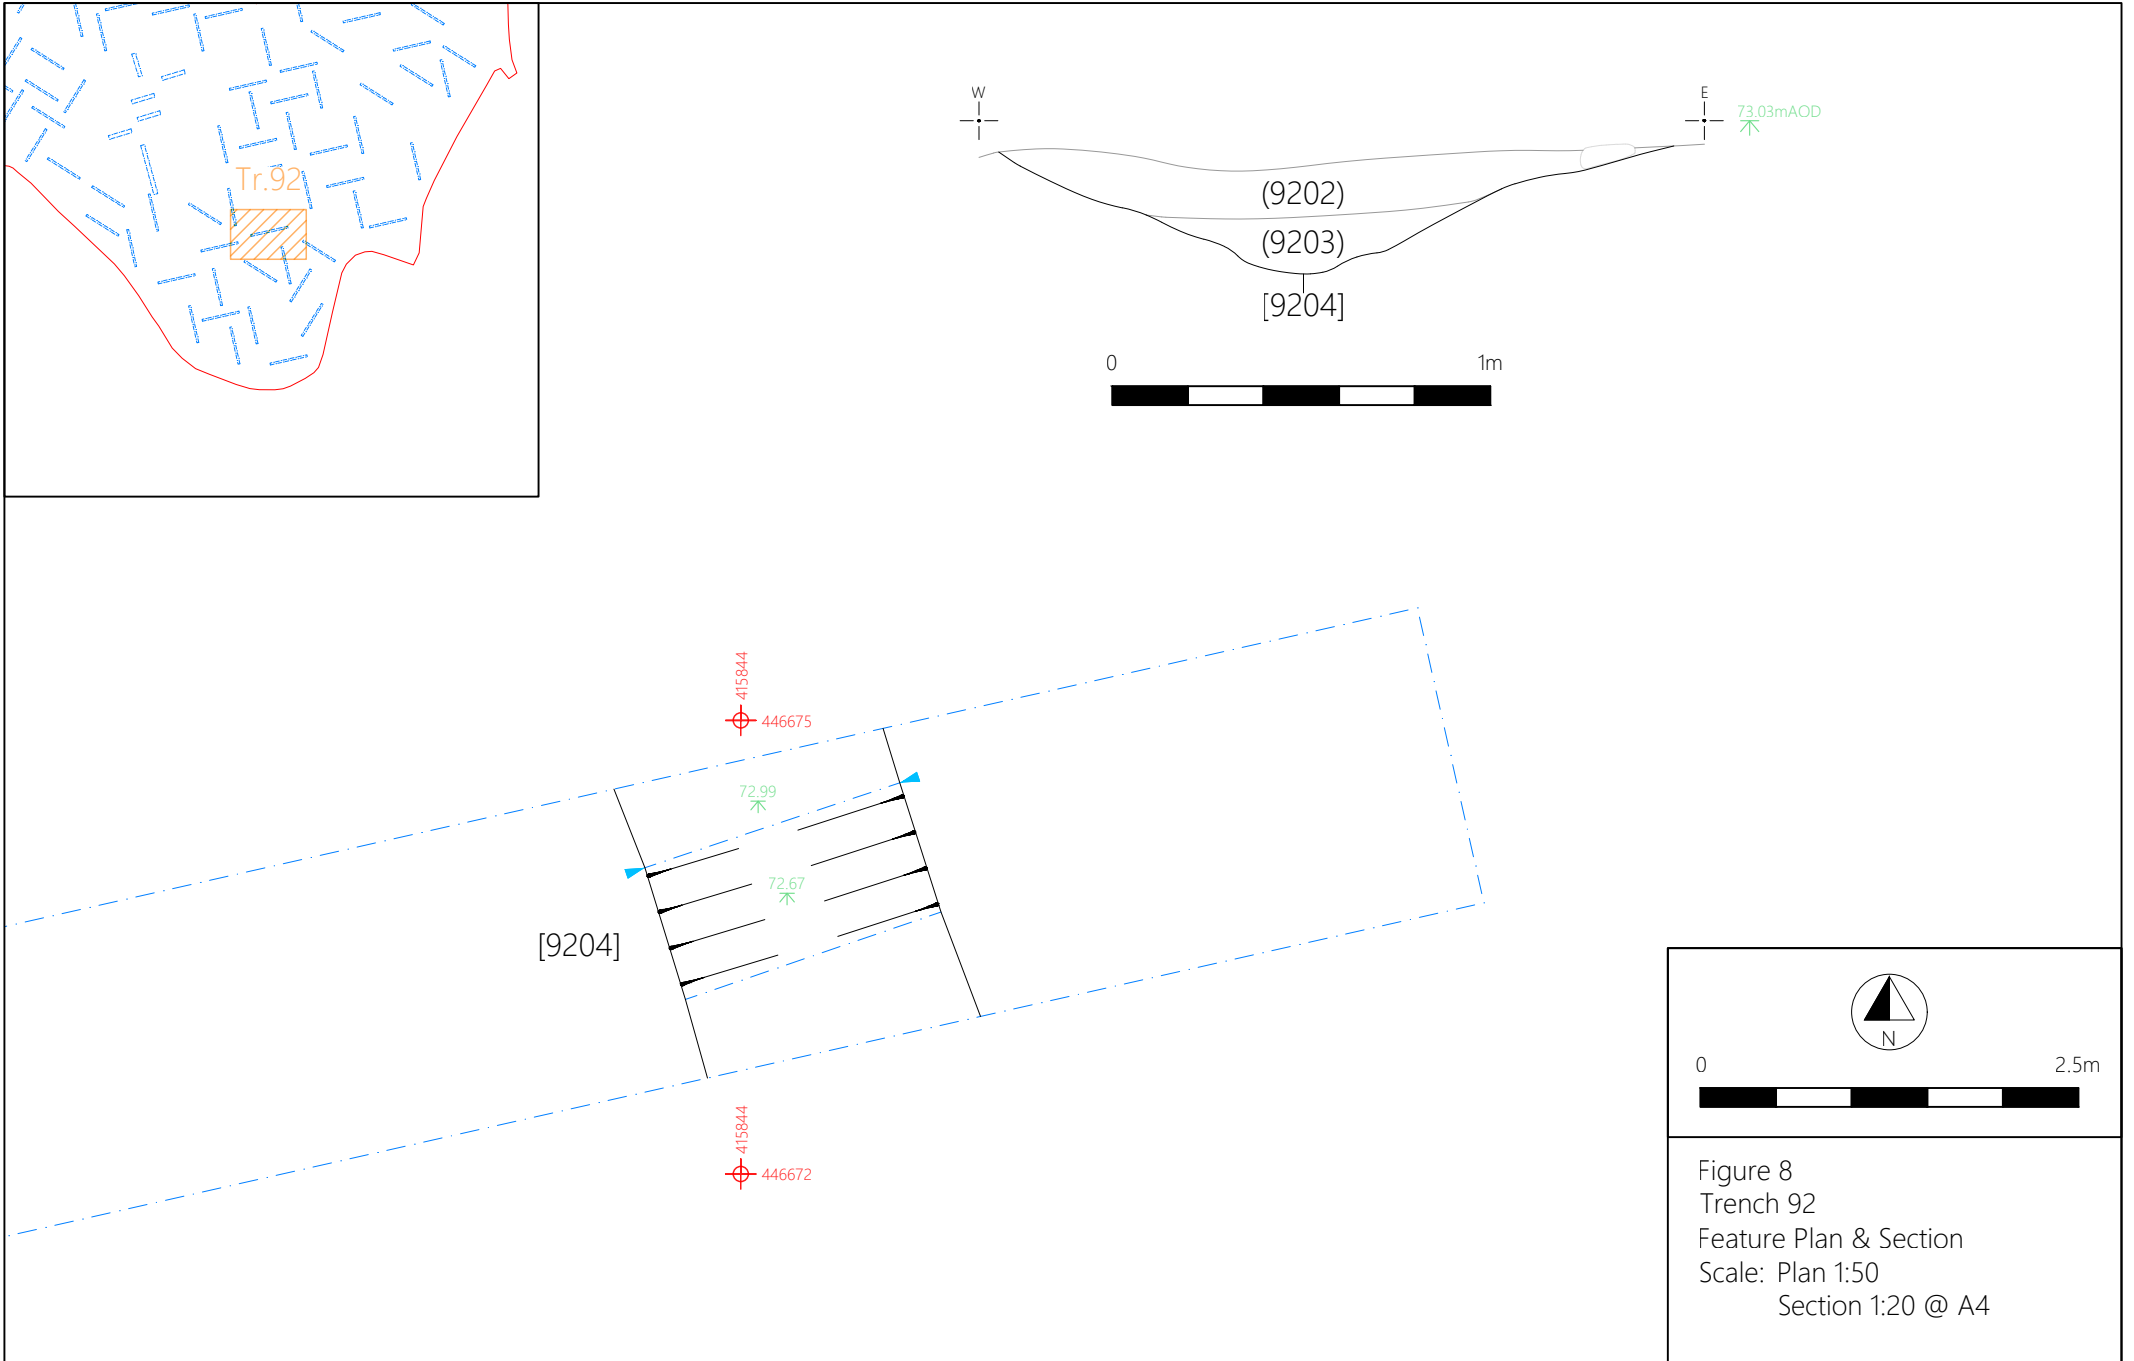 Tr.92
W
E
73.03mAOD
(9202)
(9203)
[9204]
0 1m
415844
446675
72.99
72.67
[9204]
415844
446672
N
0 2.5m
Figure 8
Trench 92
Feature Plan & Section
Scale: Plan 1:50
Section 1:20 @ A4